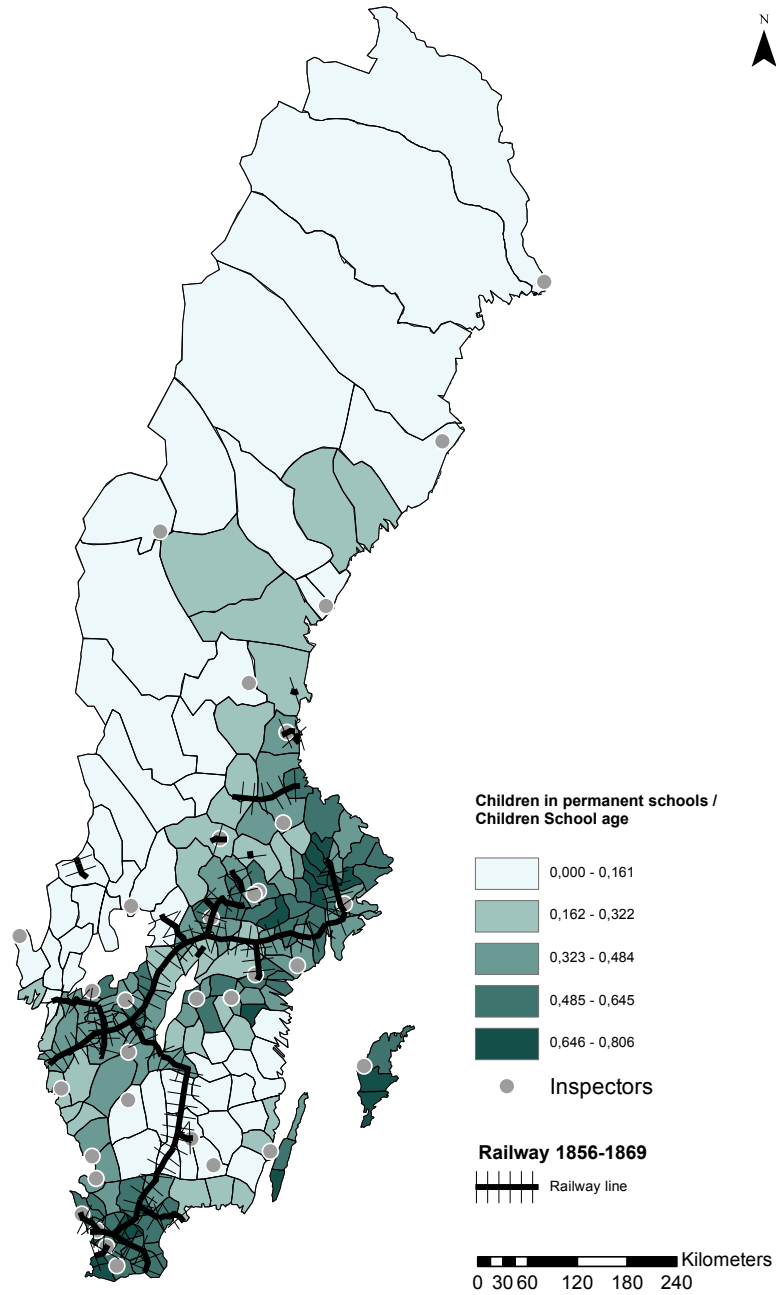 N
Children in permanent schools /
Children School age
0,000 - 0,161
0,162 - 0,322
0,323 - 0,484
0,485 - 0,645
0,646 - 0,806
Inspectors
Railway 1856-1869
Railway line
Kilometers
0 30 60 120 180 240